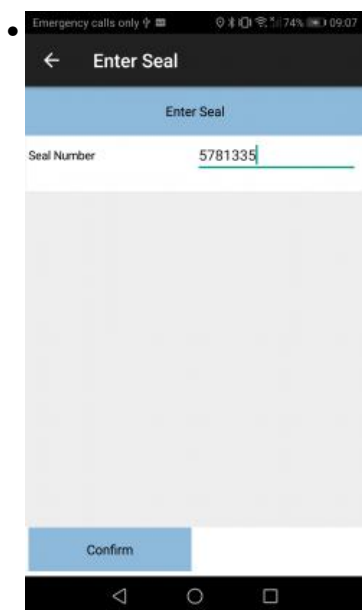 Emergency calls only 74% 09:07
Enter Seal
Enter Seal
Seal Number 5781335
Confirm